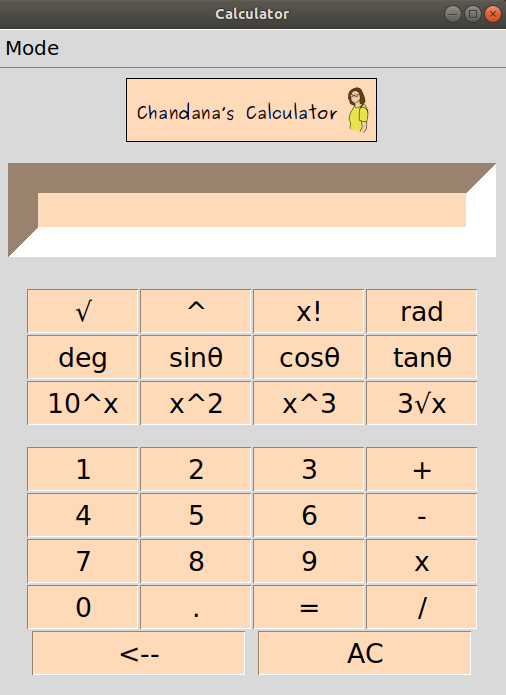 Calculator
Mode
Chandana's Calculator
√ ^ x! rad
deg sinθ cosθ tanθ
10^x x^2 x^3 3√x
1 2 3 +
4 5 6 -
7 8 9 x
0 . = /
<-- AC